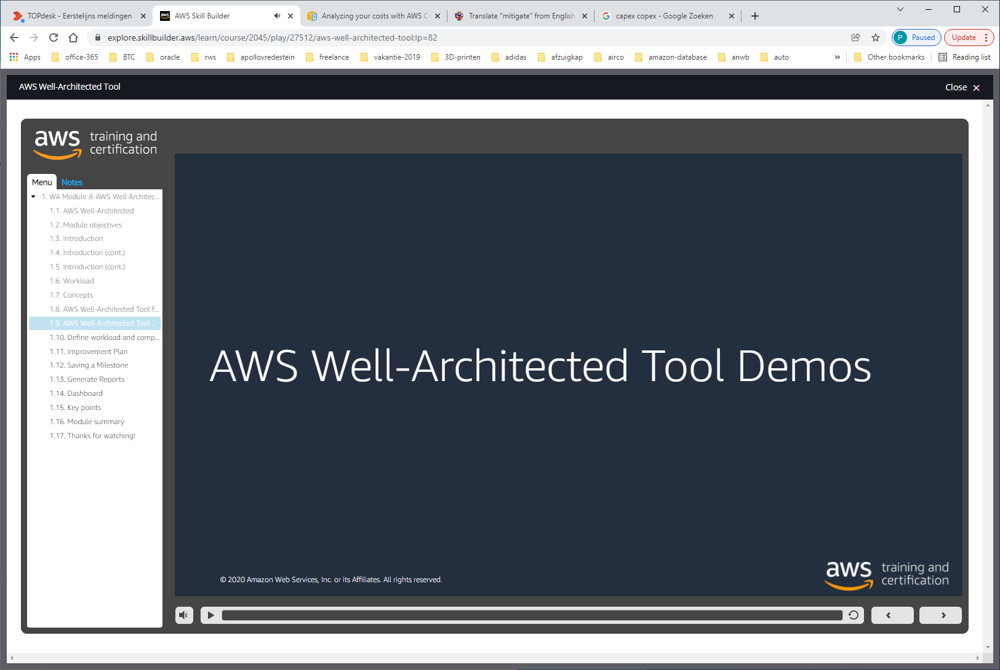 TOPdesk - Eerstelijns meldingen
AWS Skill Builder
Analyzing your costs with AWS C
Translate "mitigate" from English
capex copex - Google Zoeken
explore.skillbuilder.aws/learn/course/2045/play/27512/aws-well-architected-tool;lp=82
P Paused
Update
Apps
office-365
BTC
oracle
rws
apollovredestein
freelance
vakantie-2019
3D-printen
adidas
afzuigkap
airco
amazon-database
anwb
auto
»
Other bookmarks
Reading list
AWS Well-Architected Tool
Close
aws training and certification
Menu
Notes
1. WA Module 8-AWS Well Architec...
1.1. AWS Well-Architected
1.2. Module objectives
1.3. Introduction
1.4. Introduction (cont.)
1.5. Introduction (cont.)
1.6. Workload
1.7. Concepts
1.8. AWS Well-Architected Tool f...
1.9. AWS Well-Architected Tool ...
1.10. Define workload and comp...
1.11. Improvement Plan
1.12. Saving a Milestone
1.13. Generate Reports
1.14. Dashboard
1.15. Key points
1.16. Module summary
1.17. Thanks for watching!
AWS Well-Architected Tool Demos
© 2020 Amazon Web Services, Inc. or its Affiliates. All rights reserved.
aws training and certification